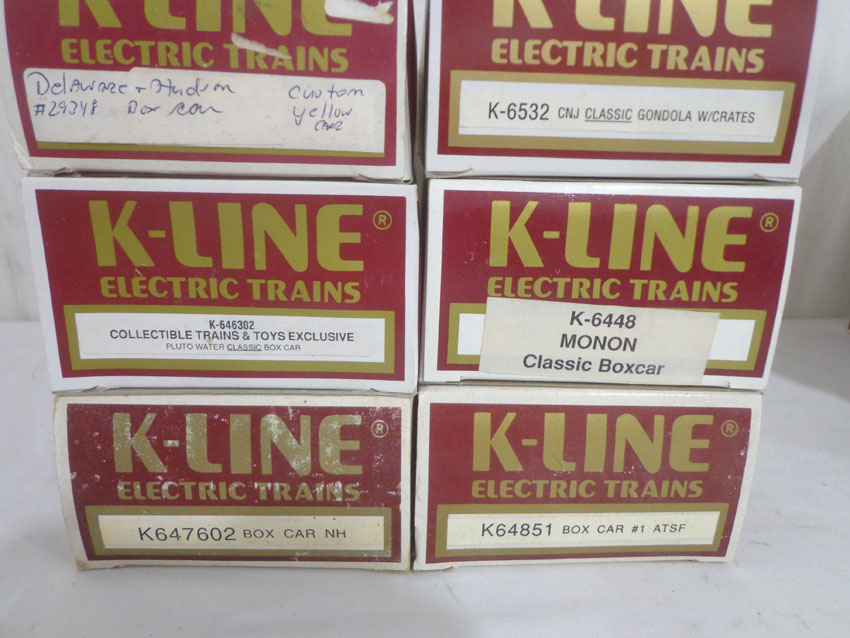 K-LINE
ELECTRIC TRAINS
Delaware + Hudson Custom
#29348 Box car yellow
K-LINE
ELECTRIC TRAINS
K-6532 CNJ CLASSIC GONDOLA W/CRATES
K-LINE®
ELECTRIC TRAINS
K-646302
COLLECTIBLE TRAINS & TOYS EXCLUSIVE
PLUTO WATER CLASSIC BOX CAR
K-LINE®
ELECTRIC TRAINS
K-6448
MONON
Classic Boxcar
K-LINE®
ELECTRIC TRAINS
K647602 BOX CAR NH
K-LINE®
ELECTRIC TRAINS
K64851 BOX CAR #1 ATSF